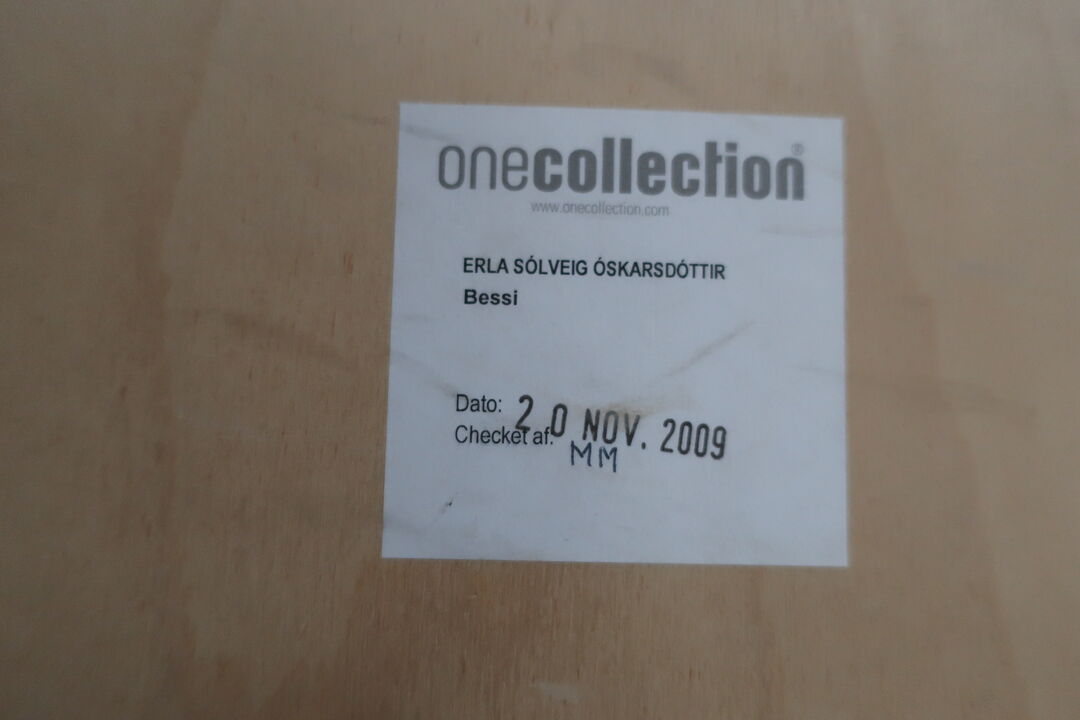 onecollection®
www.onecollection.com
ERLA SÓLVEIG ÓSKARSDÓTTIR
Bessi
Dato: 20 NOV. 2009
Checket af: MM